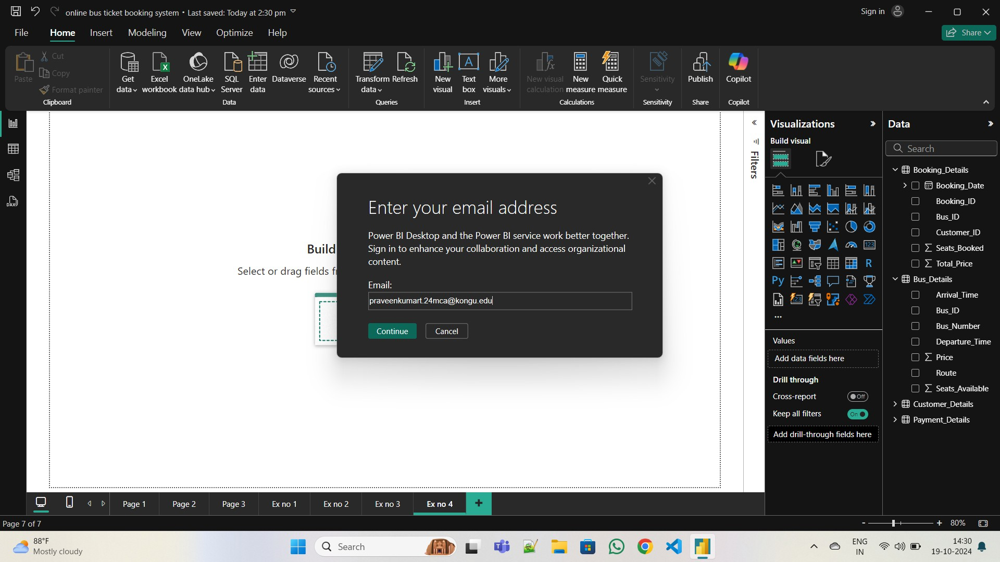 online bus ticket booking system • Last saved: Today at 2:30 pm
Sign in
File
Home
Insert
Modeling
View
Optimize
Help
Share
Paste
Cut
Copy
Format painter
Clipboard
Get data
Excel workbook
OneLake data hub
SQL Server
Enter data
Dataverse
Recent sources
Data
Transform data
Refresh
Queries
New visual
Text box
More visuals
Insert
New visual calculation
New measure
Quick measure
Calculations
Sensitivity
Sensitivity
Publish
Share
Copilot
Copilot
DAX
Build
Select or drag fields fr
Enter your email address
Power BI Desktop and the Power BI service work better together.
Sign in to enhance your collaboration and access organizational
content.
Email:
praveenkumart.24mca@kongu.edu
Continue
Cancel
Filters
Visualizations
Build visual
123
R
Py
123
Values
Add data fields here
Drill through
Cross-report
Off
Keep all filters
On
Add drill-through fields here
Data
Search
Booking_Details
Booking_Date
Booking_ID
Bus_ID
Customer_ID
Seats_Booked
Total_Price
Bus_Details
Arrival_Time
Bus_ID
Bus_Number
Departure_Time
Price
Route
Seats_Available
Customer_Details
Payment_Details
Page 1
Page 2
Page 3
Ex no 1
Ex no 2
Ex no 3
Ex no 4
Page 7 of 7
80%
88°F
Mostly cloudy
Search
ENG
IN
14:30
19-10-2024